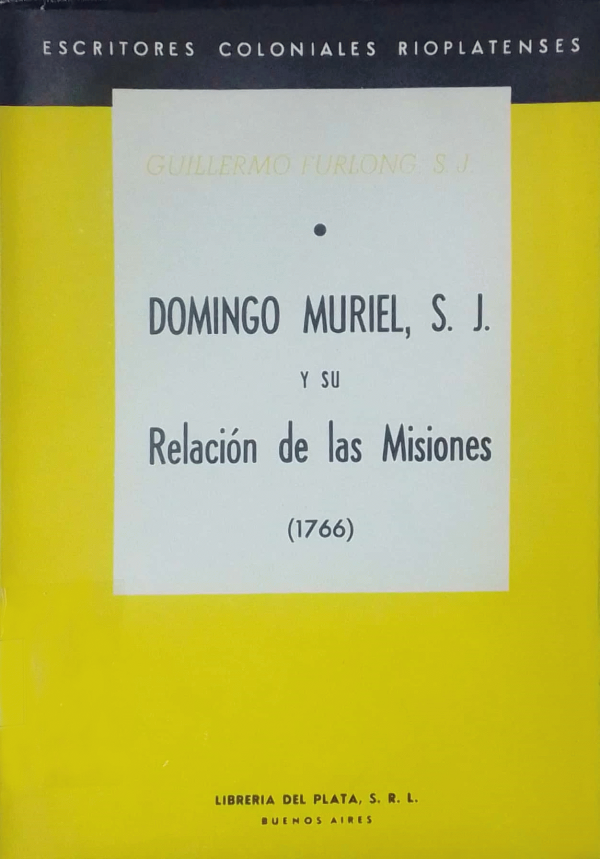 ESCRITORES COLONIALES RIOPLATENSES
GUILLERMO FURLONG, S. J.
•
DOMINGO MURIEL, S. J.
Y SU
Relación de las Misiones
(1766)
LIBRERIA DEL PLATA, S. R. L.
BUENOS AIRES